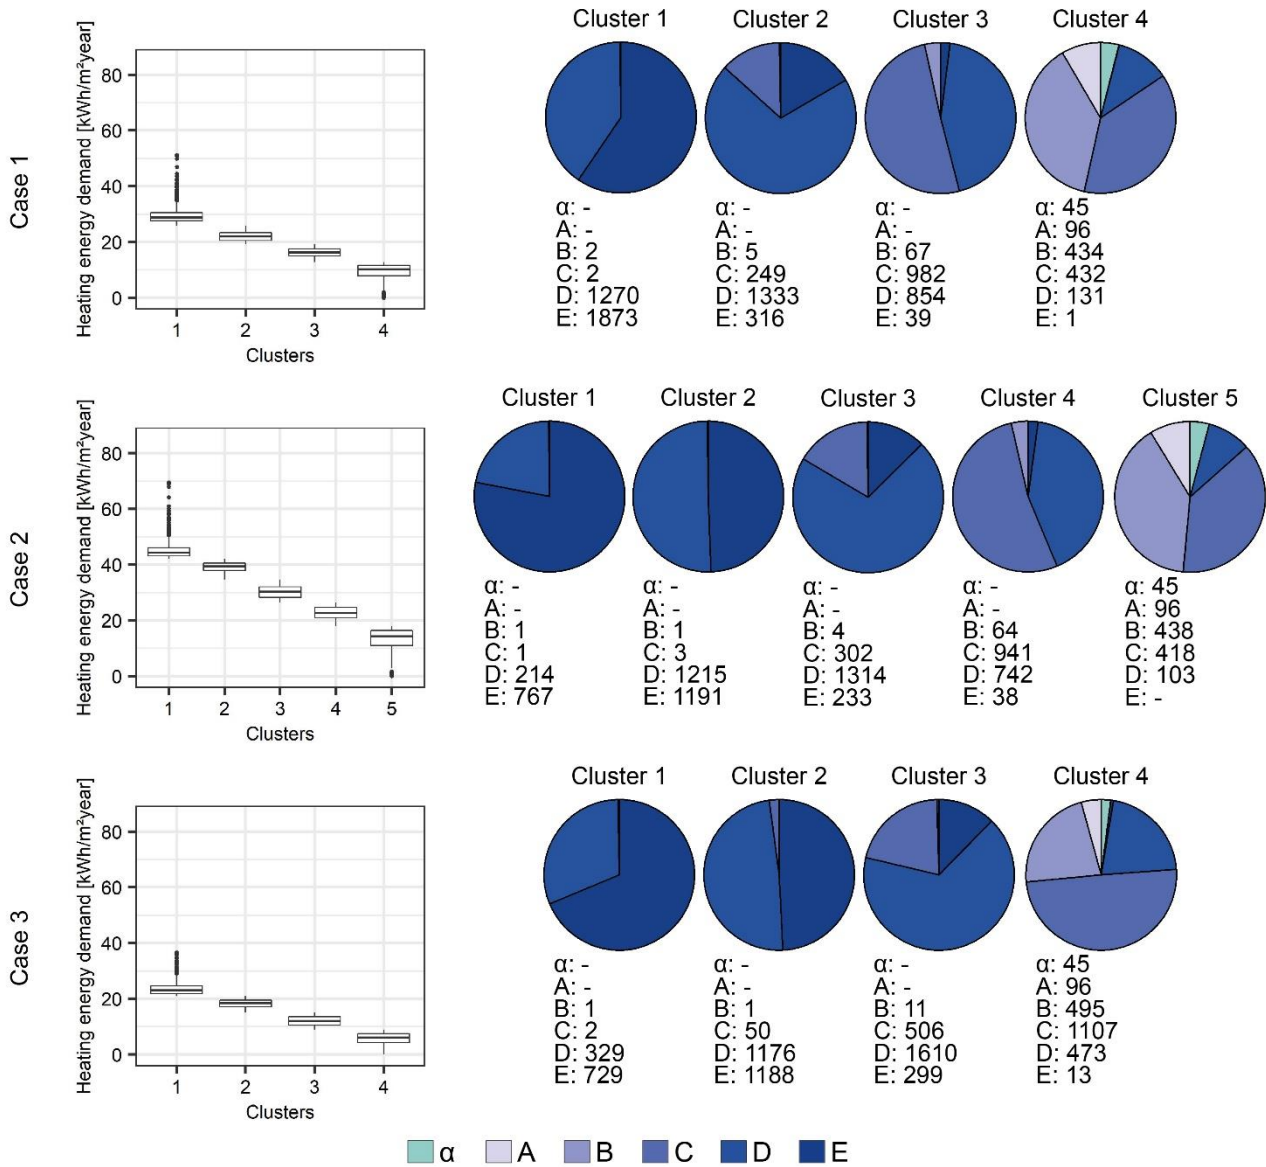 Case 1
Heating energy demand [kWh/m²year]
80
60
40
20
0
1 2 3 4
Clusters
Cluster 1
α: -
A: -
B: 2
C: 2
D: 1270
E: 1873
Cluster 2
α: -
A: -
B: 5
C: 249
D: 1333
E: 316
Cluster 3
α: -
A: -
B: 67
C: 982
D: 854
E: 39
Cluster 4
α: 45
A: 96
B: 434
C: 432
D: 131
E: 1
Case 2
Heating energy demand [kWh/m²year]
80
60
40
20
0
1 2 3 4 5
Clusters
Cluster 1
α: -
A: -
B: 1
C: 1
D: 214
E: 767
Cluster 2
α: -
A: -
B: 1
C: 3
D: 1215
E: 1191
Cluster 3
α: -
A: -
B: 4
C: 302
D: 1314
E: 233
Cluster 4
α: -
A: -
B: 64
C: 941
D: 742
E: 38
Cluster 5
α: 45
A: 96
B: 438
C: 418
D: 103
E: -
Case 3
Heating energy demand [kWh/m²year]
80
60
40
20
0
1 2 3 4
Clusters
Cluster 1
α: -
A: -
B: 1
C: 2
D: 329
E: 729
Cluster 2
α: -
A: -
B: 1
C: 50
D: 1176
E: 1188
Cluster 3
α: -
A: -
B: 11
C: 506
D: 1610
E: 299
Cluster 4
α: 45
A: 96
B: 495
C: 1107
D: 473
E: 13
α A B C D E